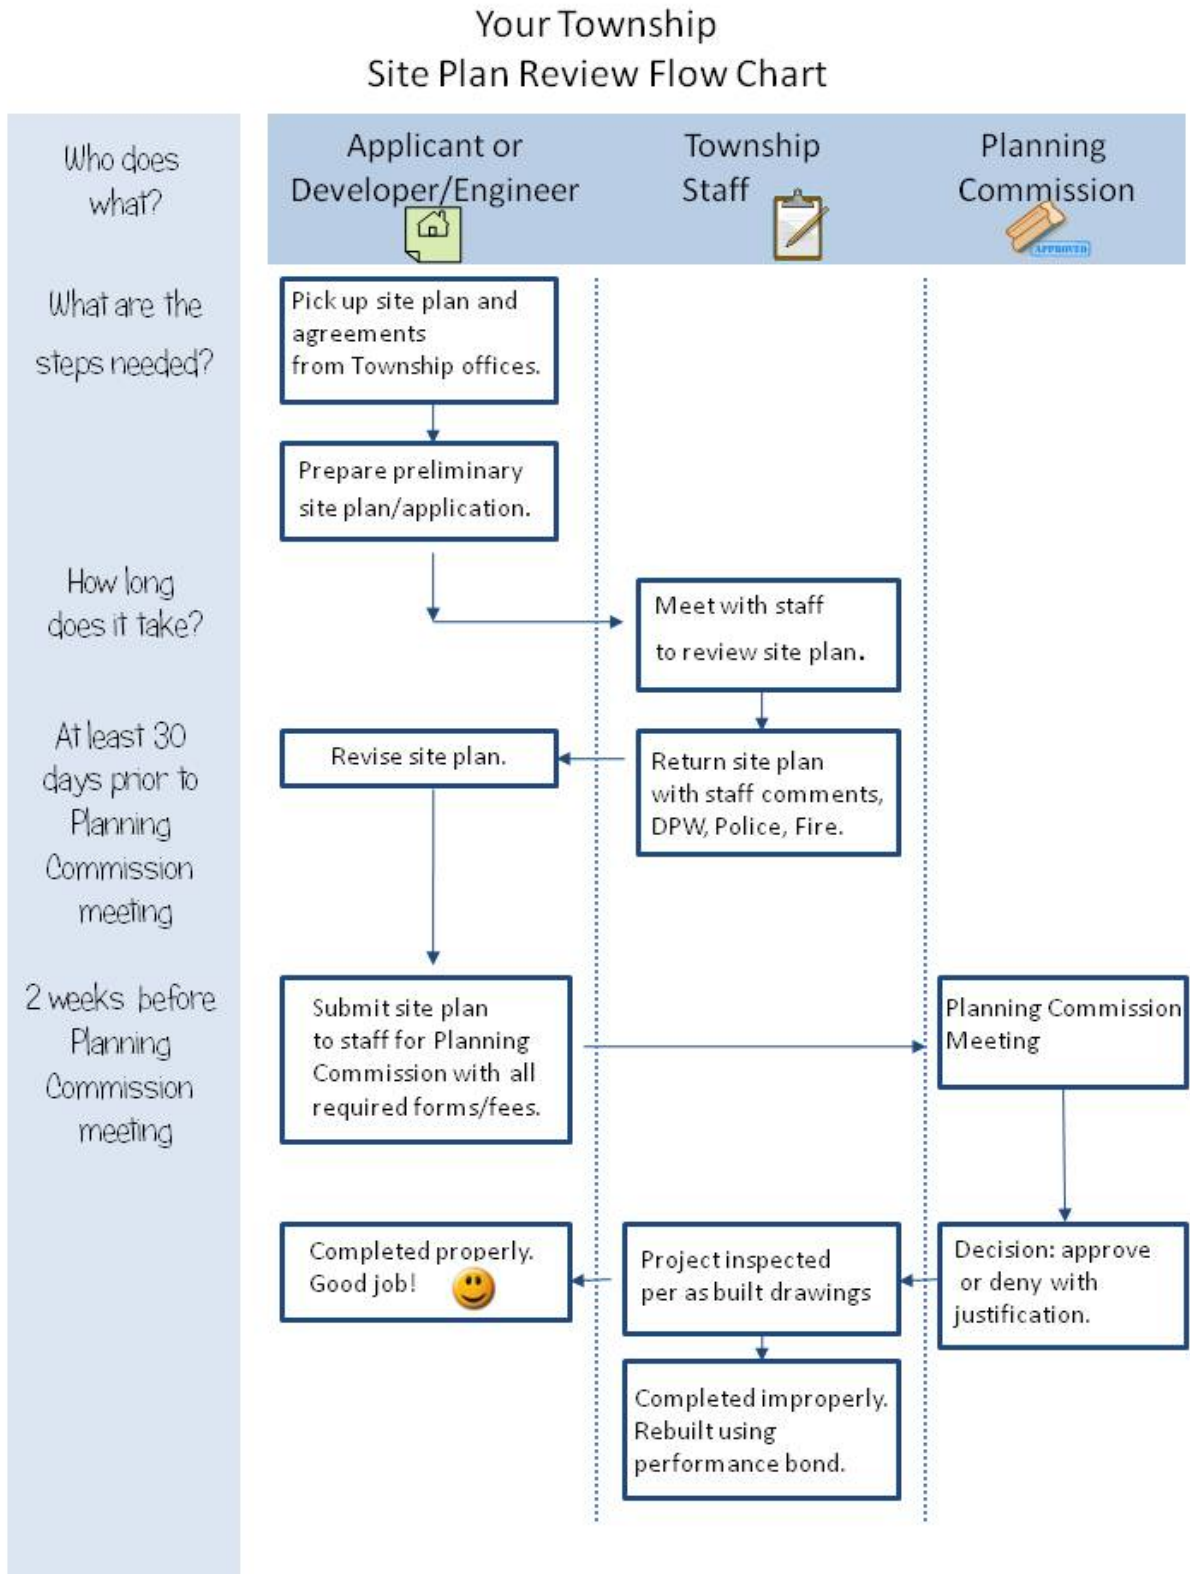 Your Township
Site Plan Review Flow Chart
Who does
what?
Applicant or
Developer/Engineer
Township
Staff
Planning
Commission
APPROVED
What are the
steps needed?
Pick up site plan and
agreements
from Township offices.
Prepare preliminary
site plan/application.
How long
does it take?
Meet with staff
to review site plan.
At least 30
days prior to
Planning
Commission
meeting
Revise site plan.
Return site plan
with staff comments,
DPW, Police, Fire.
2 weeks before
Planning
Commission
meeting
Submit site plan
to staff for Planning
Commission with all
required forms/fees.
Planning Commission
Meeting
Completed properly.
Good job!
Project inspected
per as built drawings
Decision: approve
or deny with
justification.
Completed improperly.
Rebuilt using
performance bond.